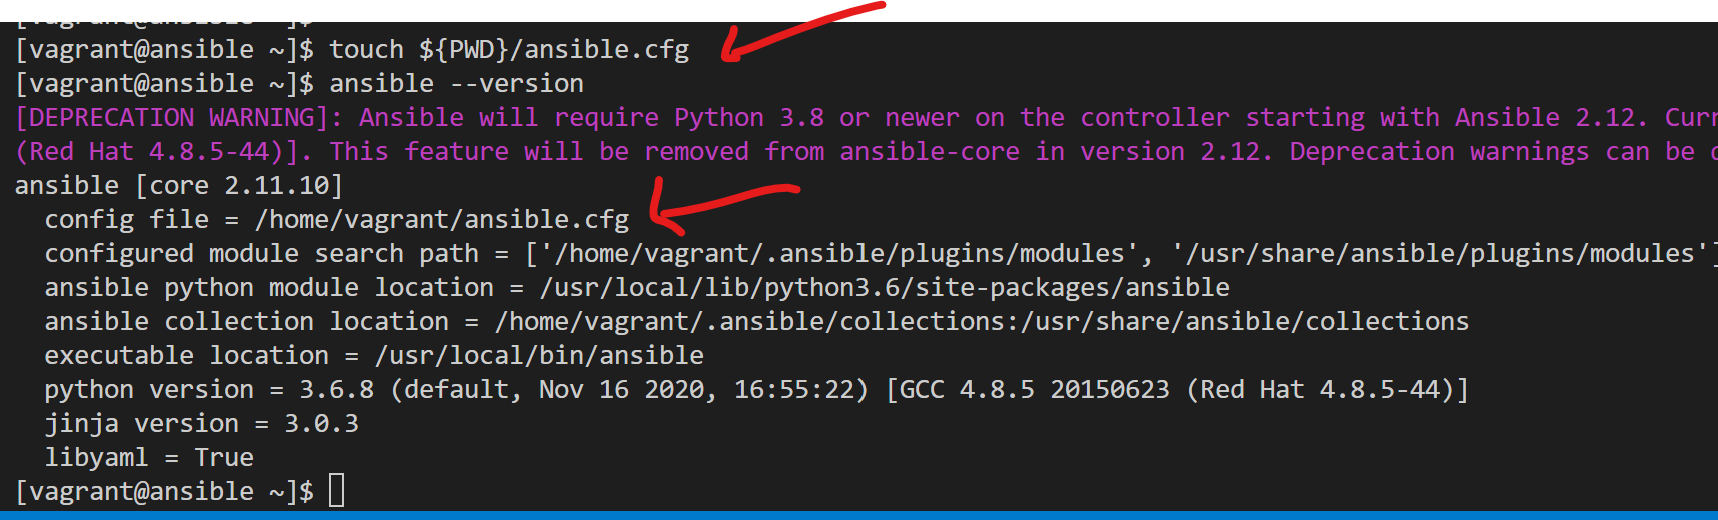 [vagrant@ansible ~]$
[vagrant@ansible ~]$ touch ${PWD}/ansible.cfg
[vagrant@ansible ~]$ ansible --version
[DEPRECATION WARNING]: Ansible will require Python 3.8 or newer on the controller starting with Ansible 2.12. Curr
(Red Hat 4.8.5-44)]. This feature will be removed from ansible-core in version 2.12. Deprecation warnings can be
ansible [core 2.11.10]
  config file = /home/vagrant/ansible.cfg
  configured module search path = ['/home/vagrant/.ansible/plugins/modules', '/usr/share/ansible/plugins/modules']
  ansible python module location = /usr/local/lib/python3.6/site-packages/ansible
  ansible collection location = /home/vagrant/.ansible/collections:/usr/share/ansible/collections
  executable location = /usr/local/bin/ansible
  python version = 3.6.8 (default, Nov 16 2020, 16:55:22) [GCC 4.8.5 20150623 (Red Hat 4.8.5-44)]
  jinja version = 3.0.3
  libyaml = True
[vagrant@ansible ~]$